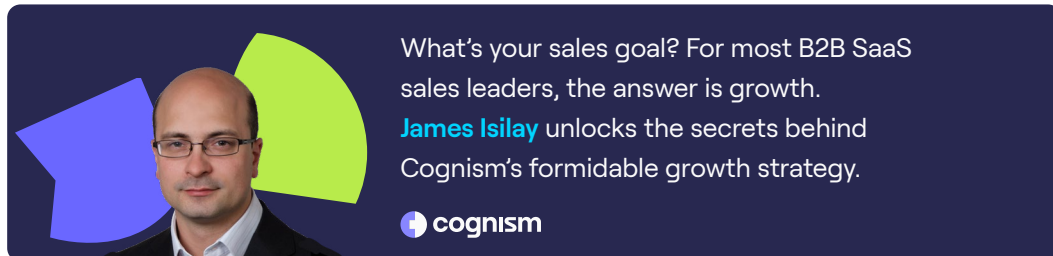 What’s your sales goal? For most B2B SaaS
sales leaders, the answer is growth.
James Isilay unlocks the secrets behind
Cognism’s formidable growth strategy.
cognism